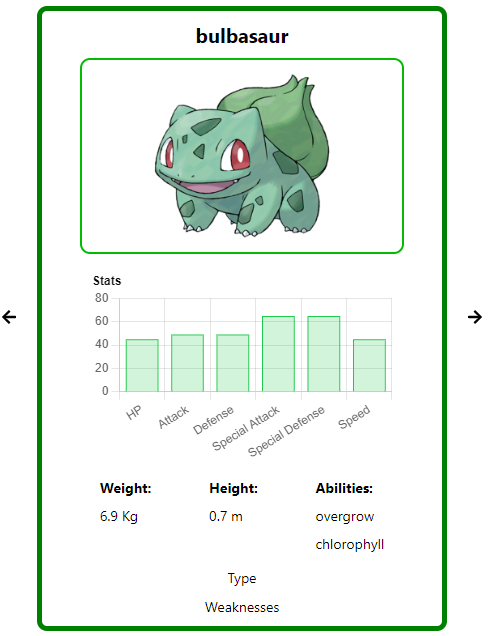 bulbasaur
Stats
80
60
40
20
0
HP Attack Defense Special Attack Special Defense Speed
Weight: Height: Abilities:
6.9 Kg 0.7 m overgrow
chlorophyll
Type
Weaknesses